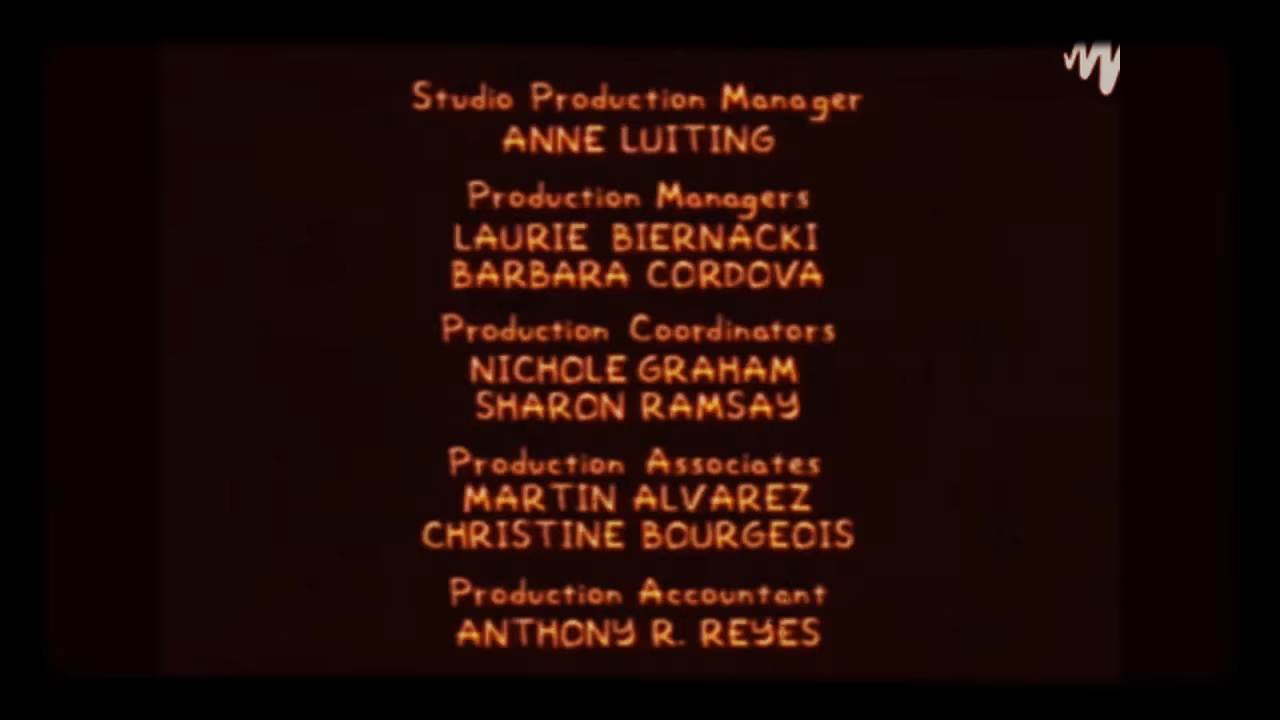 Studio Production Manager
ANNE LUITING
Production Managers
LAURIE BIERNACKI
BARBARA CORDOVA
Production Coordinators
NICHOLE GRAHAM
SHARON RAMSAY
Production Associates
MARTIN ALVAREZ
CHRISTINE BOURGEOIS
Production Accountant
ANTHONY R. REYES